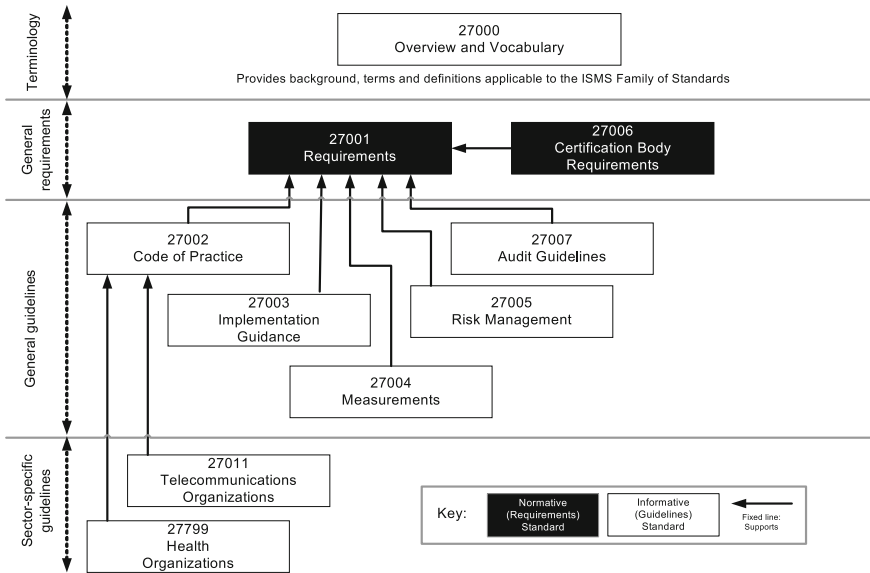 Terminology
27000
Overview and Vocabulary
Provides background, terms and definitions applicable to the ISMS Family of Standards
General
requirements
27001
Requirements
27006
Certification Body
Requirements
General guidelines
27002
Code of Practice
27007
Audit Guidelines
27003
Implementation
Guidance
27005
Risk Management
27004
Measurements
Sector-specific
guidelines
27011
Telecommunications
Organizations
27799
Health
Organizations
Key:
Normative
(Requirements)
Standard
Informative
(Guidelines)
Standard
Fixed line:
Supports